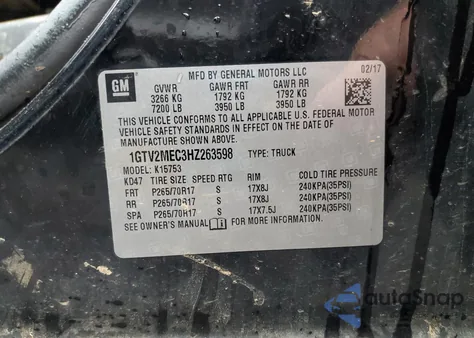 GM
MFD BY GENERAL MOTORS LLC
02/17
GVWR GAWR FRT GAWR RR
3266 KG 1792 KG 1792 KG
7200 LB 3950 LB 3950 LB
THIS VEHICLE CONFORMS TO ALL APPLICABLE U.S. FEDERAL MOTOR
VEHICLE SAFETY STANDARDS IN EFFECT ON THE DATE OF
MANUFACTURE SHOWN ABOVE.
1GTV2MEC3HZ263598 TYPE: TRUCK
MODEL: K15753
KD47 TIRE SIZE SPEED RTG RIM COLD TIRE PRESSURE
FRT P265/70R17 S 17X8J 240KPA(35PSI)
RR P265/70R17 S 17X8J 240KPA(35PSI)
SPA P265/70R17 S 17X7.5J 240KPA(35PSI)
SEE OWNER'S MANUAL FOR MORE INFORMATION.
autoSnap